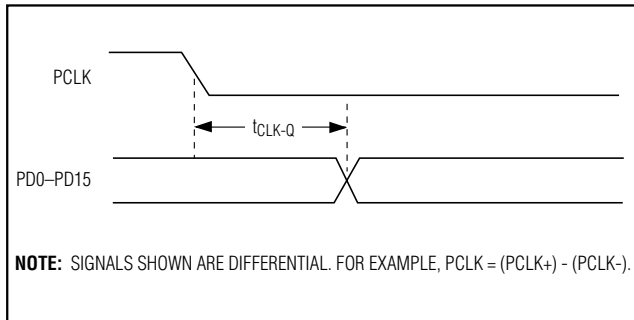 PCLK
tCLK-Q
PD0–PD15
NOTE: SIGNALS SHOWN ARE DIFFERENTIAL. FOR EXAMPLE, PCLK = (PCLK+) - (PCLK-).